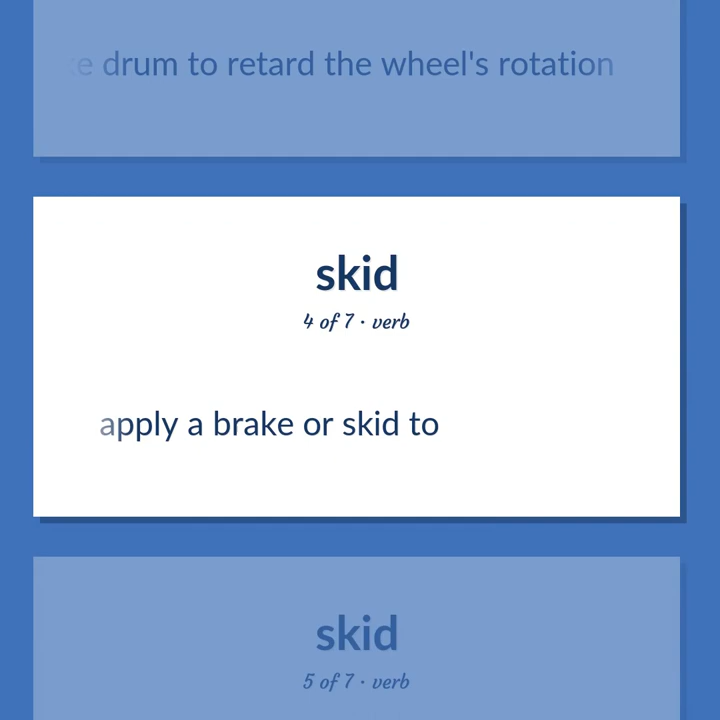 drum to retard the wheel's rotation
skid
4 of 7 · verb
apply a brake or skid to
skid
5 of 7 · verb